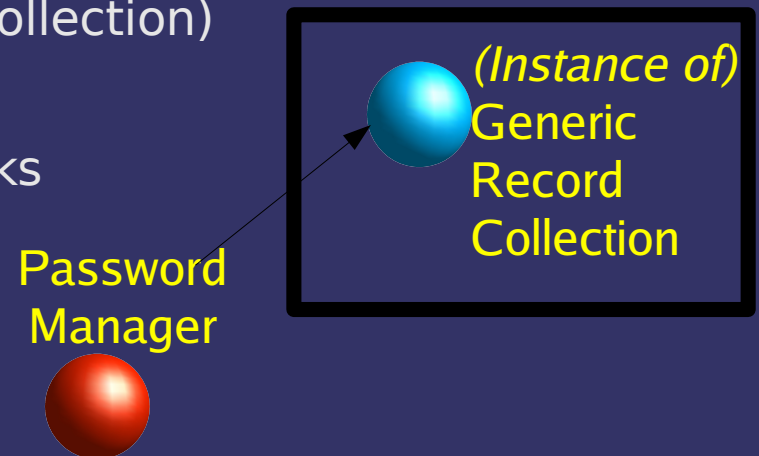 ollection)
ks
(Instance of)
Generic
Record
Collection
Password
Manager